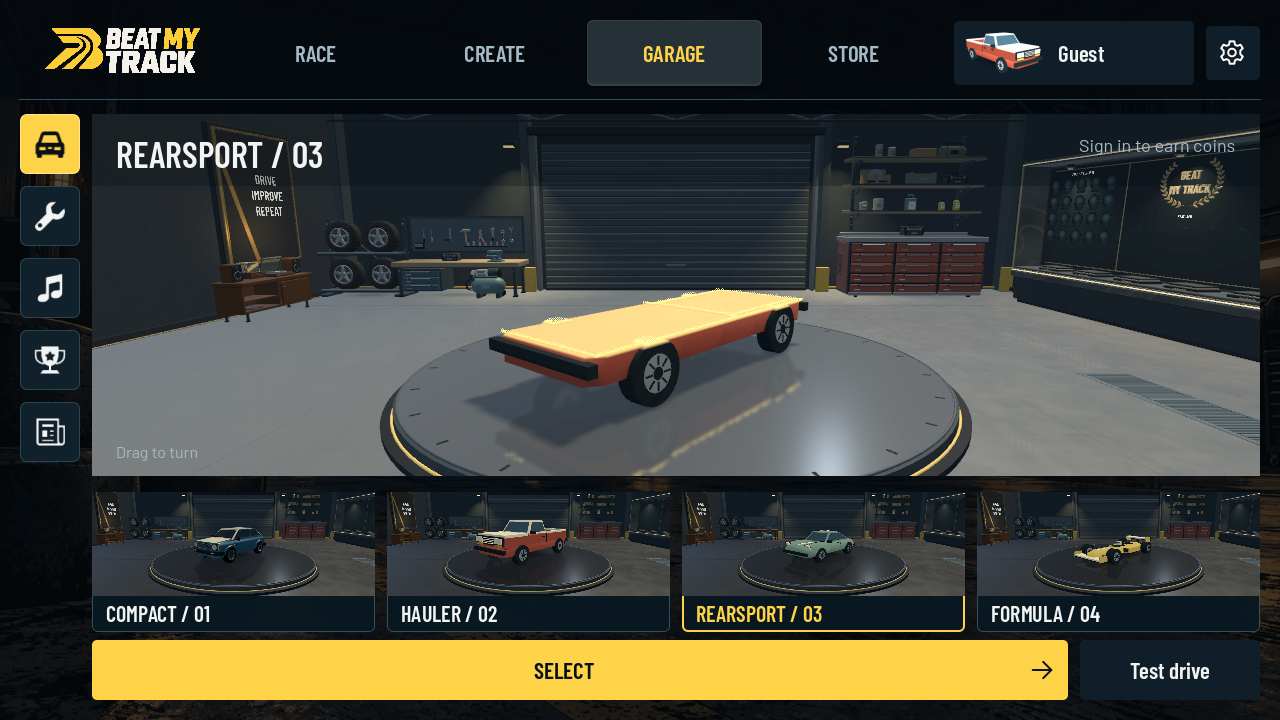 BEAT MY TRACK
RACE
CREATE
GARAGE
STORE
Guest
REARSPORT / 03
Sign in to earn coins
DRIVE
IMPROVE
REPEAT
BEAT
MY TRACK
Drag to turn
COMPACT / 01
HAULER / 02
REARSPORT / 03
FORMULA / 04
SELECT
Test drive